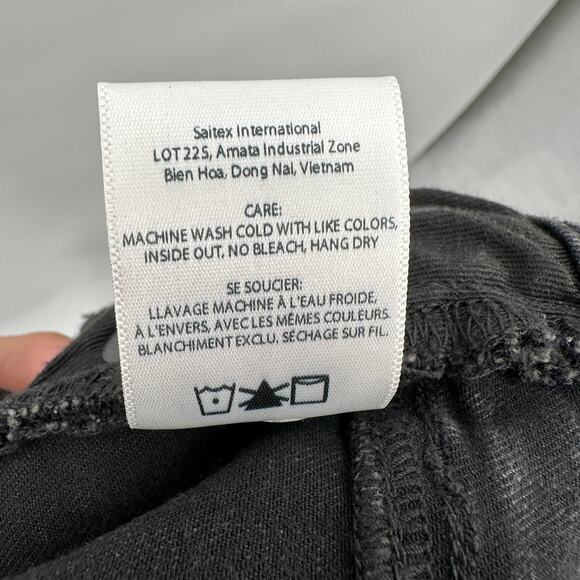 Saitex International
LOT 225, Amata Industrial Zone
Bien Hoa, Dong Nai, Vietnam
CARE:
MACHINE WASH COLD WITH LIKE COLORS,
INSIDE OUT, NO BLEACH, HANG DRY
SE SOUCIER:
LLAVAGE MACHINE À L'EAU FROIDE,
À L'ENVERS, AVEC LES MÊMES COULEURS.
BLANCHIMENT EXCLU. SÉCHAGE SUR FIL.